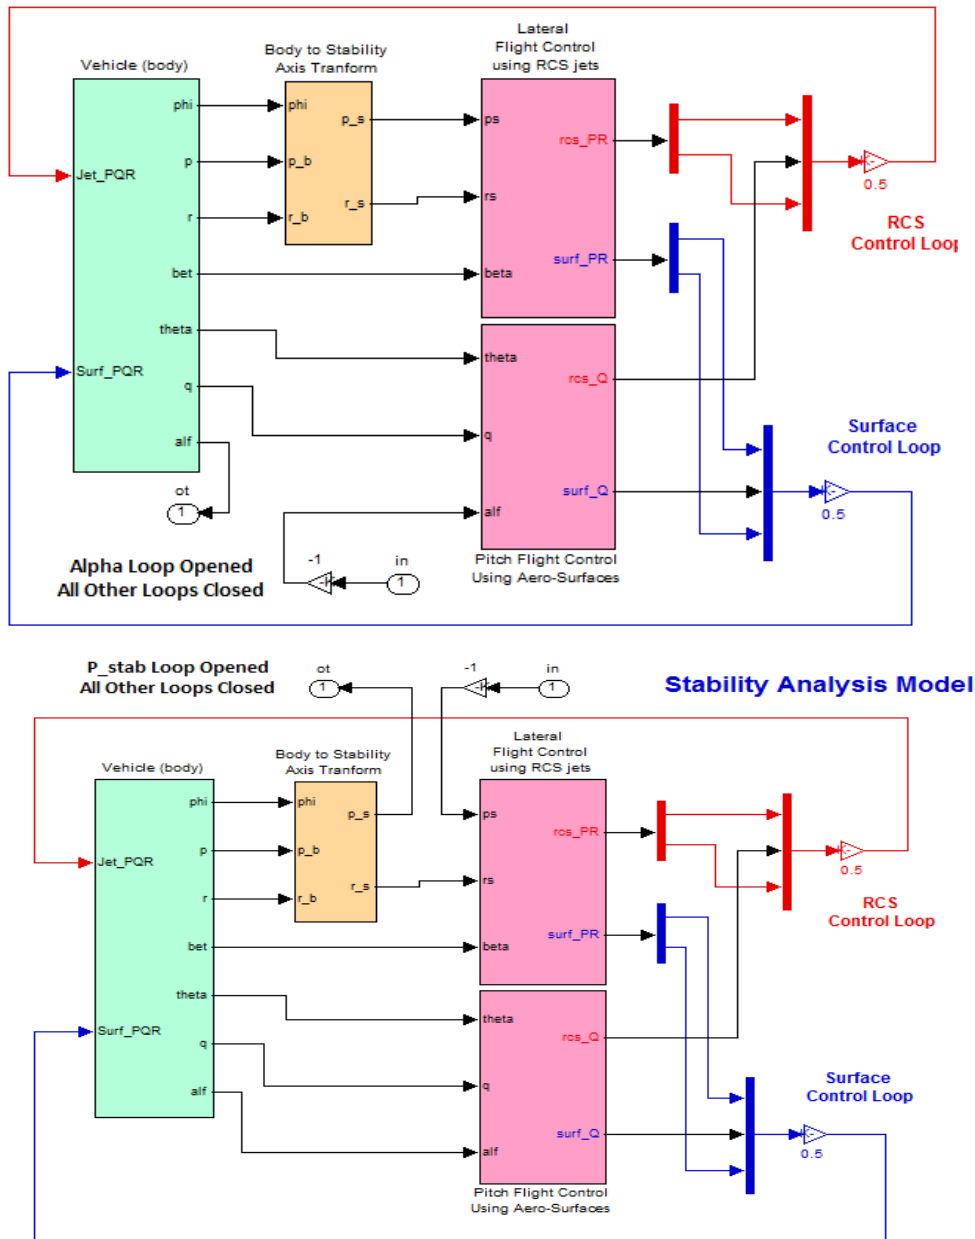 Lateral
Flight Control
using RCS jets
Body to Stability
Axis Tranform
Vehicle (body)
phi
phi
p_s
ps
rcs_PR
p
p_b
Jet_PQR
0.5
r_s
rs
r
r_b
RCS
Control Loop
surf_PR
bet
beta
theta
theta
Surf_PQR
rcs_Q
q
q
Surface
Control Loop
alf
ot
1
surf_Q
alf
0.5
-1
in
1
Pitch Flight Control
Using Aero-Surfaces
Alpha Loop Opened
All Other Loops Closed
P_stab Loop Opened
All Other Loops Closed
ot
1
-1
in
1
Stability Analysis Model
Lateral
Flight Control
using RCS jets
Body to Stability
Axis Tranform
Vehicle (body)
phi
phi
p_s
ps
rcs_PR
p
p_b
Jet_PQR
0.5
r_s
rs
r
r_b
RCS
Control Loop
surf_PR
bet
beta
theta
theta
Surf_PQR
rcs_Q
q
q
Surface
Control Loop
alf
surf_Q
alf
0.5
Pitch Flight Control
Using Aero-Surfaces